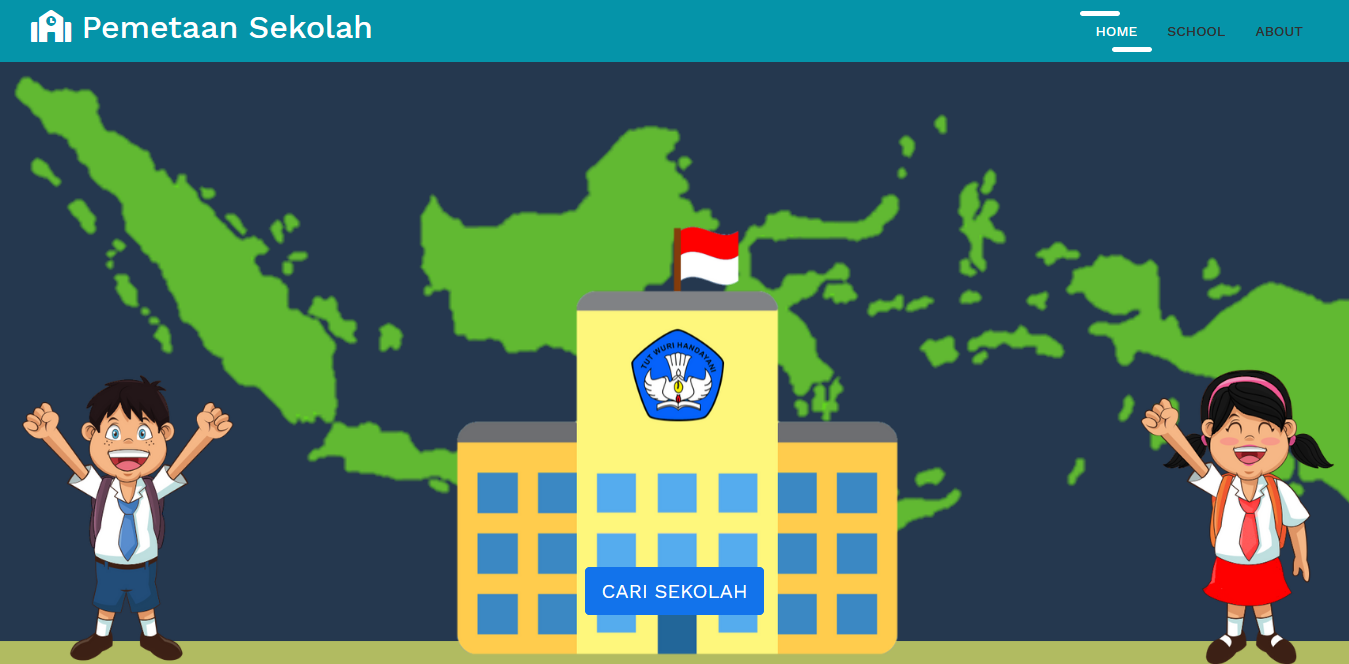 Pemetaan Sekolah
HOME SCHOOL ABOUT
TUT WURI HANDAYANI
CARI SEKOLAH